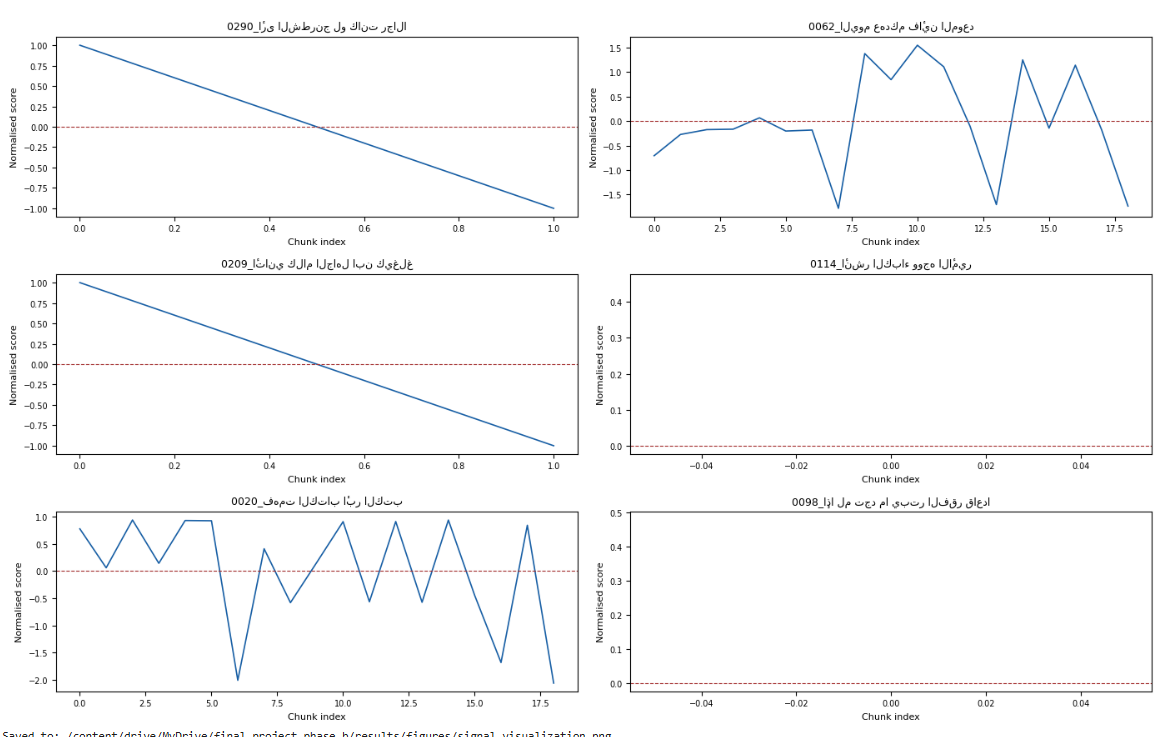 0290_أرى الشطرنج لو كانت رجالا
1.00
0.75
0.50
0.25
0.00
−0.25
−0.50
−0.75
−1.00
Normalised score
0.0 0.2 0.4 0.6 0.8 1.0
Chunk index
0062_اليوم عهدكم فأين الموعد
1.5
1.0
0.5
0.0
−0.5
−1.0
−1.5
Normalised score
0.0 2.5 5.0 7.5 10.0 12.5 15.0 17.5
Chunk index
0209_أتاني كلام الجاهل ابن كيغلغ
1.00
0.75
0.50
0.25
0.00
−0.25
−0.50
−0.75
−1.00
Normalised score
0.0 0.2 0.4 0.6 0.8 1.0
Chunk index
0114_أنشر الكباء ووجه الأمير
0.4
0.3
0.2
0.1
0.0
Normalised score
−0.04 −0.02 0.00 0.02 0.04
Chunk index
0020_فهمت الكتاب أبر الكتب
1.0
0.5
0.0
−0.5
−1.0
−1.5
−2.0
Normalised score
0.0 2.5 5.0 7.5 10.0 12.5 15.0 17.5
Chunk index
0098_إذا لم تجد ما يبتر الفقر قاعدا
0.5
0.4
0.3
0.2
0.1
0.0
Normalised score
−0.04 −0.02 0.00 0.02 0.04
Chunk index
Saved to: /content/drive/MyDrive/final_project_phase_b/results/figures/signal_visualization.png